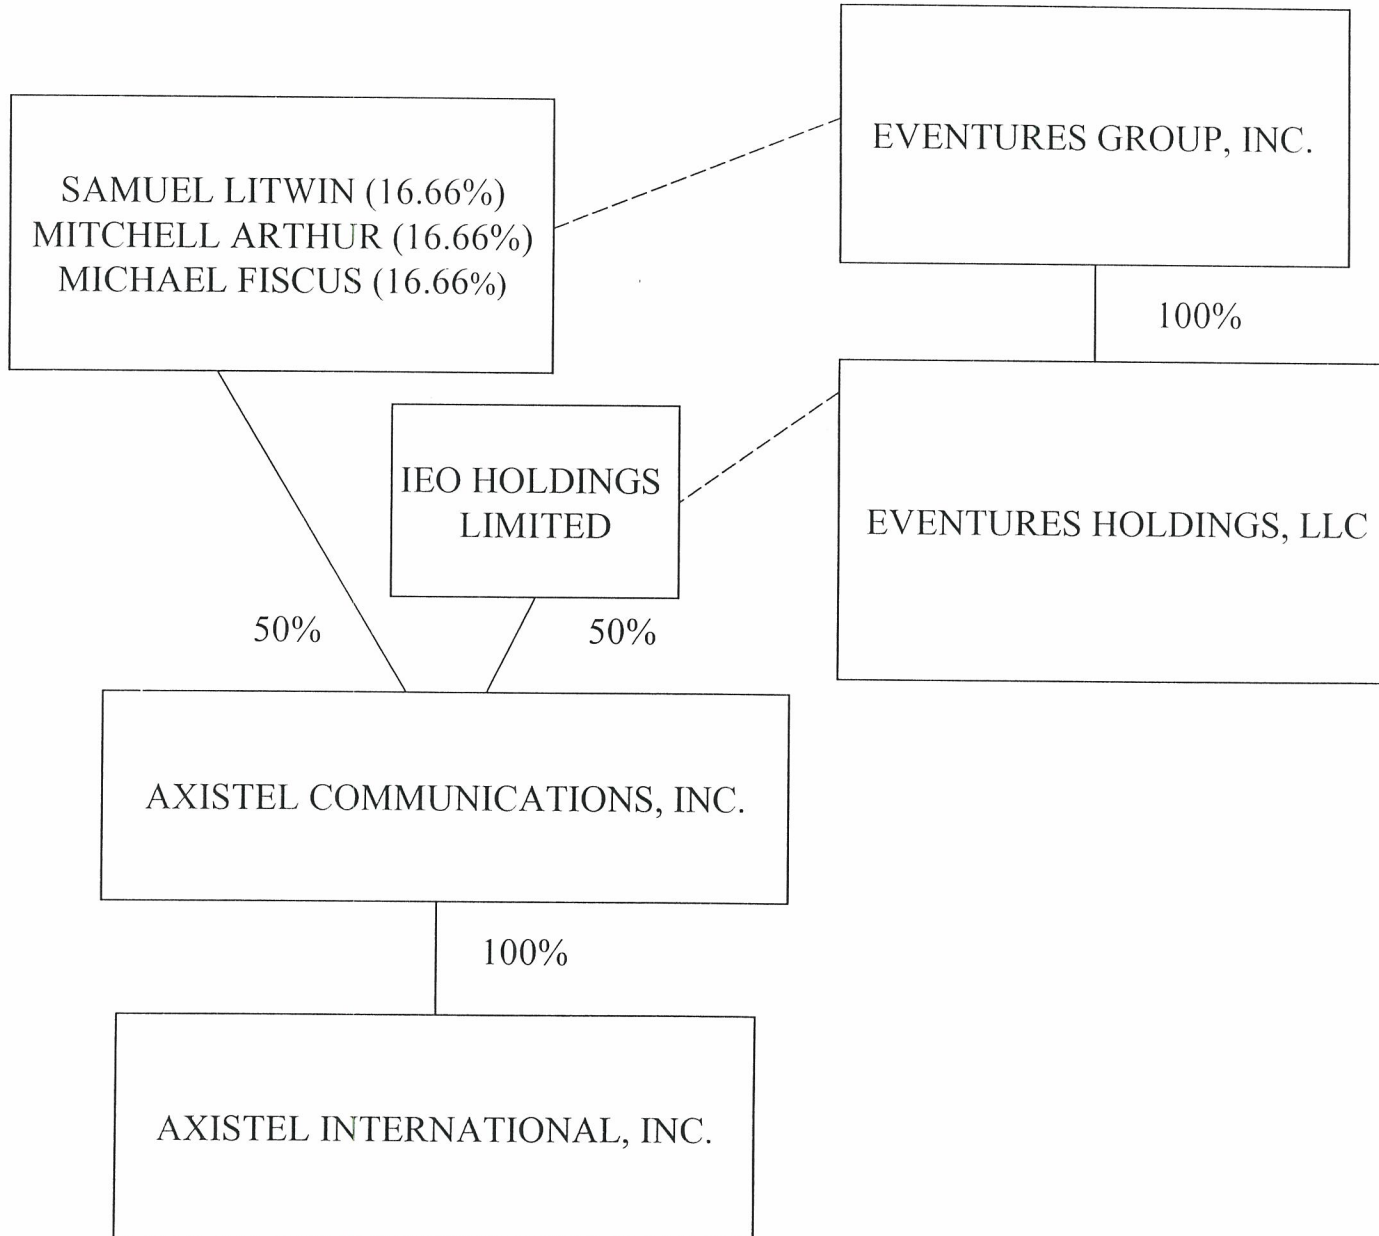 EVENTURES GROUP, INC.
SAMUEL LITWIN (16.66%)
MITCHELL ARTHUR (16.66%)
MICHAEL FISCUS (16.66%)
100%
IEO HOLDINGS
LIMITED
EVENTURES HOLDINGS, LLC
50%
50%
AXISTEL COMMUNICATIONS, INC.
100%
AXISTEL INTERNATIONAL, INC.